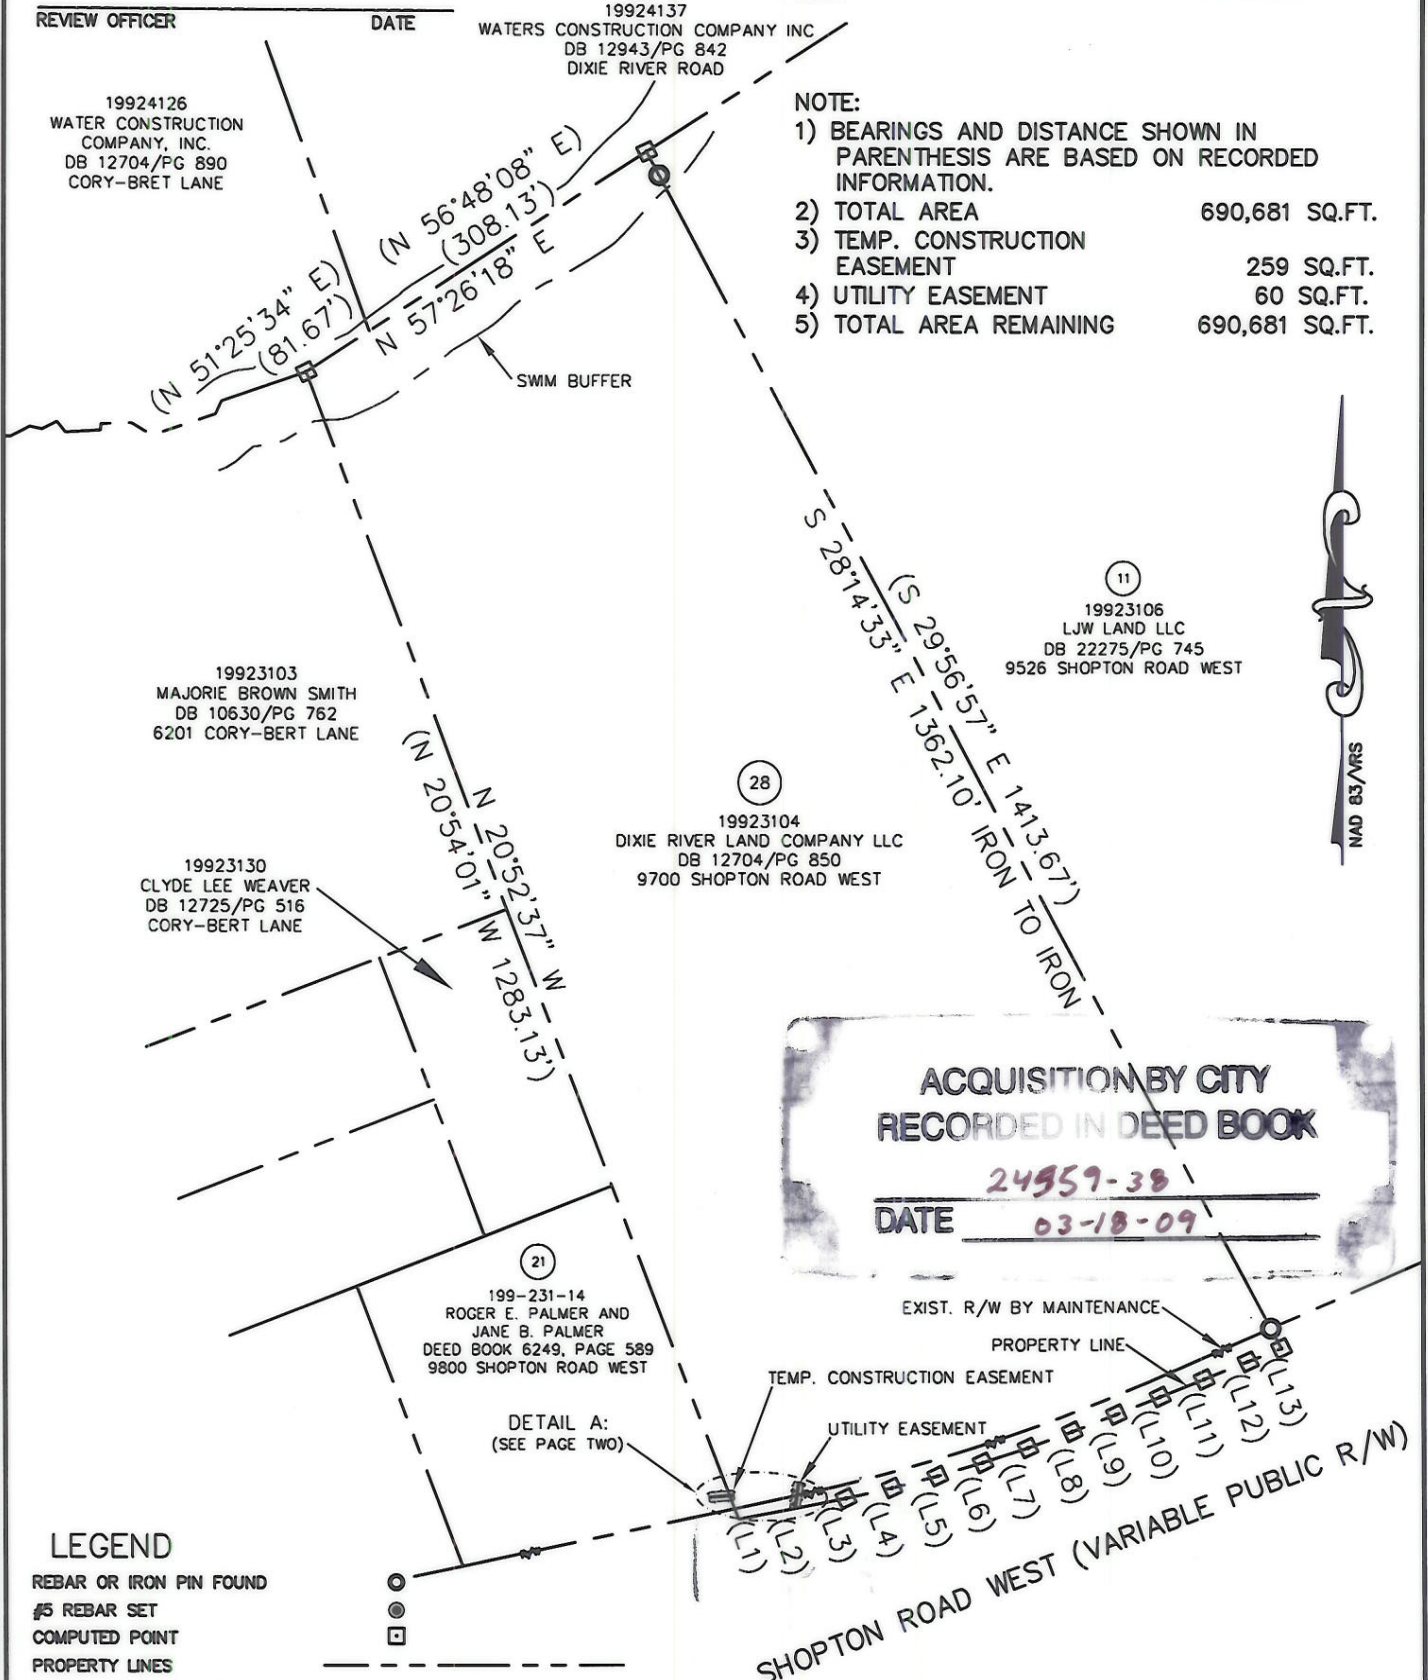 REVIEW OFFICER DATE
19924137
WATERS CONSTRUCTION COMPANY INC
DB 12943/PG 842
DIXIE RIVER ROAD
19924126
WATER CONSTRUCTION
COMPANY, INC.
DB 12704/PG 890
CORY-BRET LANE
NOTE:
1) BEARINGS AND DISTANCE SHOWN IN
PARENTHESIS ARE BASED ON RECORDED
INFORMATION.
2) TOTAL AREA 690,681 SQ.FT.
3) TEMP. CONSTRUCTION
EASEMENT 259 SQ.FT.
4) UTILITY EASEMENT 60 SQ.FT.
5) TOTAL AREA REMAINING 690,681 SQ.FT.
(N 56°48'08" E)
(308.13')
N 57°26'18" E
(N 51°25'34" E)
(81.67')
SWIM BUFFER
S 28°14'33" E 1362.10' IRON TO IRON
(S 29°56'57" E 1413.67')
11
19923106
LJW LAND LLC
DB 22275/PG 745
9526 SHOPTON ROAD WEST
NAD 83/VRS
19923103
MAJORIE BROWN SMITH
DB 10630/PG 762
6201 CORY-BERT LANE
N 20°52'37" W
(N 20°54'01" W 1283.13')
28
19923104
DIXIE RIVER LAND COMPANY LLC
DB 12704/PG 850
9700 SHOPTON ROAD WEST
19923130
CLYDE LEE WEAVER
DB 12725/PG 516
CORY-BERT LANE
ACQUISITION BY CITY
RECORDED IN DEED BOOK
24559-38
DATE 03-18-09
21
199-231-14
ROGER E. PALMER AND
JANE B. PALMER
DEED BOOK 6249, PAGE 589
9800 SHOPTON ROAD WEST
EXIST. R/W BY MAINTENANCE
PROPERTY LINE
TEMP. CONSTRUCTION EASEMENT
UTILITY EASEMENT
DETAIL A:
(SEE PAGE TWO)
(L1)
(L2)
(L3)
(L4)
(L5)
(L6)
(L7)
(L8)
(L9)
(L10)
(L11)
(L12)
(L13)
SHOPTON ROAD WEST (VARIABLE PUBLIC R/W)
LEGEND
REBAR OR IRON PIN FOUND
#5 REBAR SET
COMPUTED POINT
PROPERTY LINES